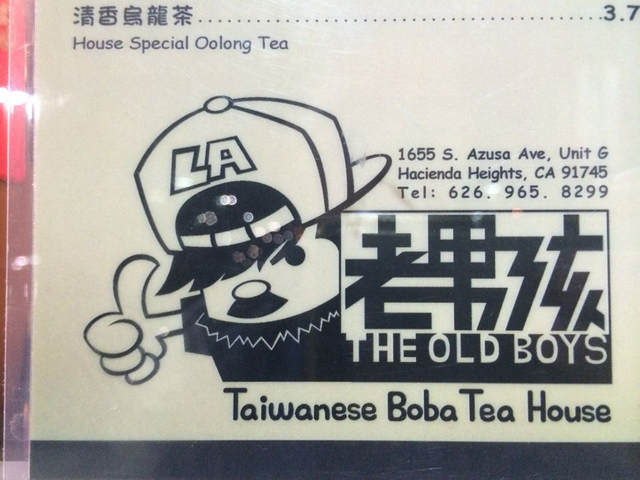 清香烏龍茶 3.7
House Special Oolong Tea
LA
1655 S. Azusa Ave, Unit G
Hacienda Heights, CA 91745
Tel: 626. 965. 8299
老男孩
THE OLD BOYS
Taiwanese Boba Tea House